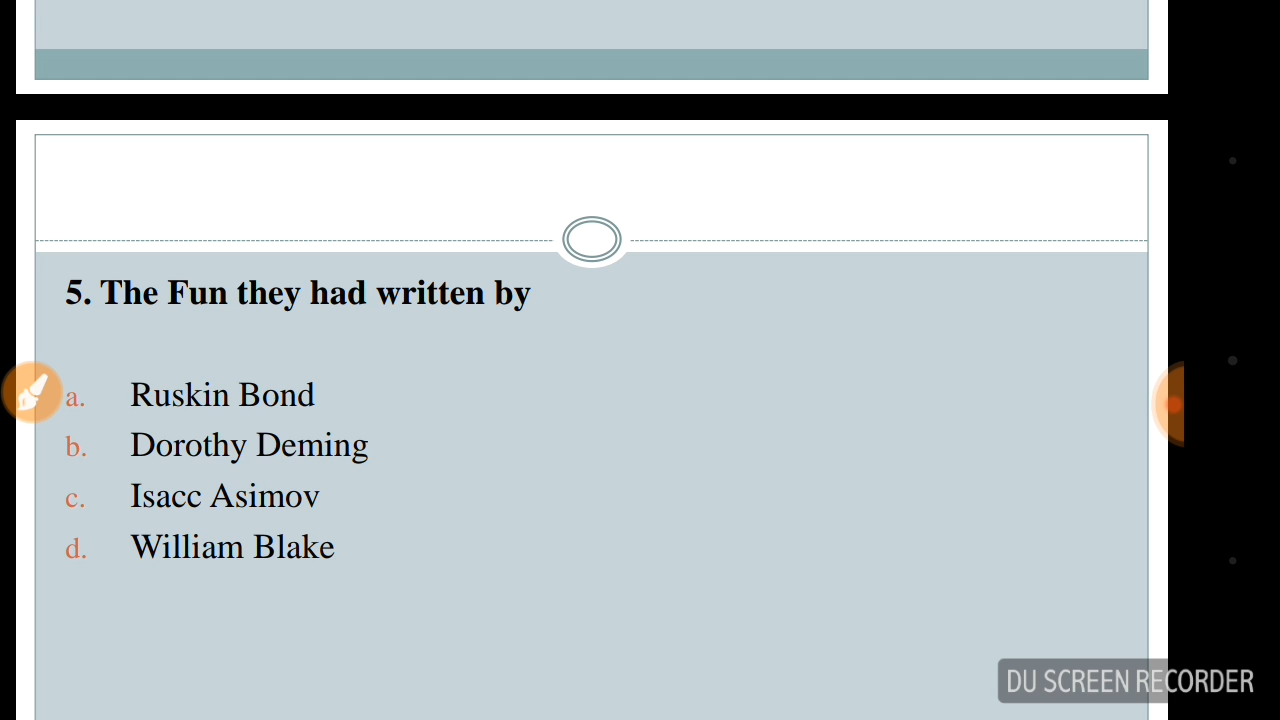 5. The Fun they had written by
a. Ruskin Bond
b. Dorothy Deming
c. Isacc Asimov
d. William Blake
DU SCREEN RECORDER